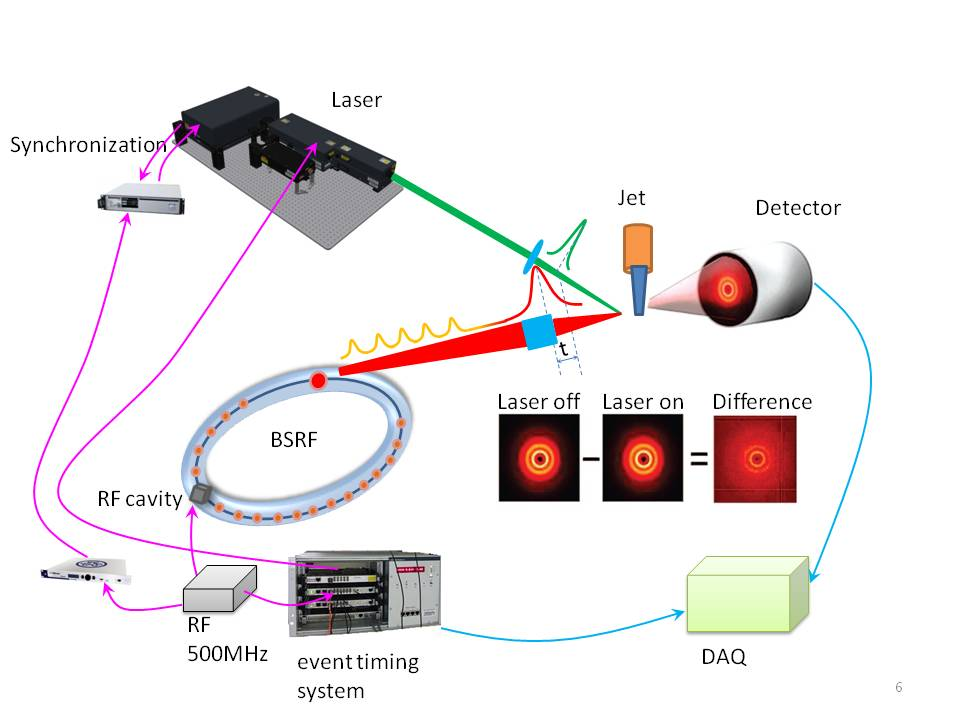 Laser
Synchronization
Jet
Detector
t
Laser off
Laser on
Difference
BSRF
RF cavity
RF
500MHz
event timing
system
DAQ
6